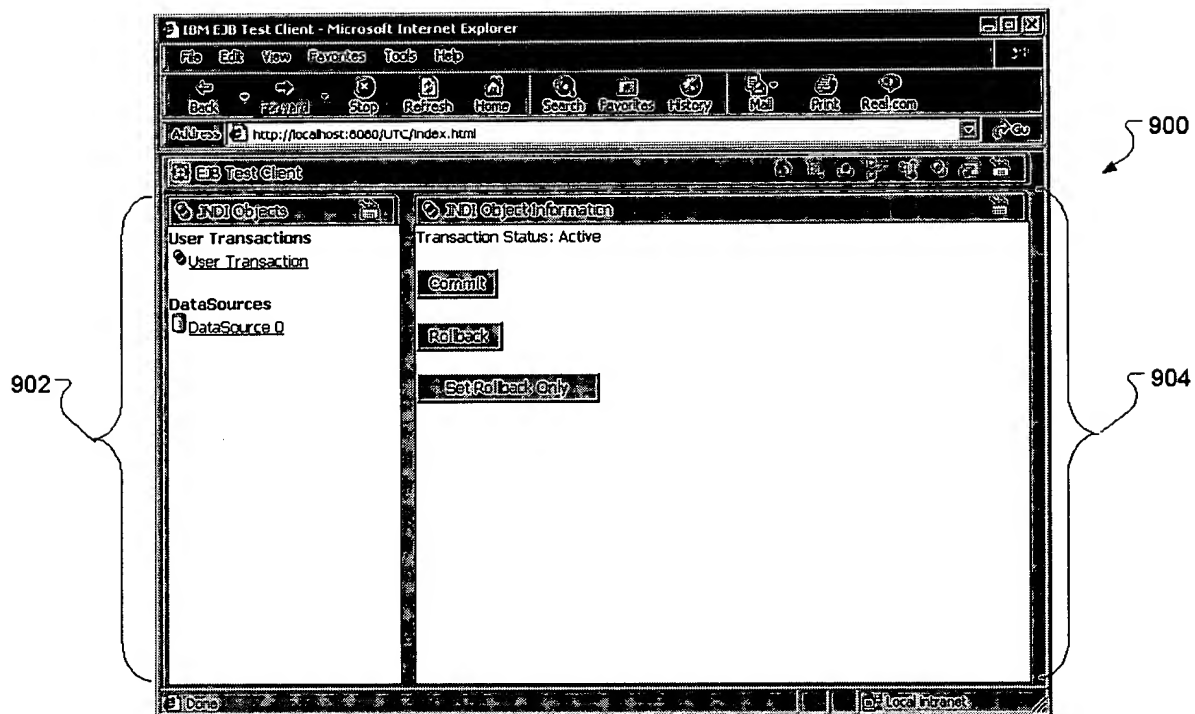 IBM EJB Test Client - Microsoft Internet Explorer
File Edit View Favorites Tools Help
Back Forward Stop Refresh Home Search Favorites History Mail Print Real.com
Address http://localhost:8080/UTC/index.html Go
900
EJB Test Client
JNDI Objects
JNDI Object Information
User Transactions
Transaction Status: Active
User Transaction
Commit
DataSources
DataSource 0
Rollback
902
Set Rollback Only
904
Done
Local intranet